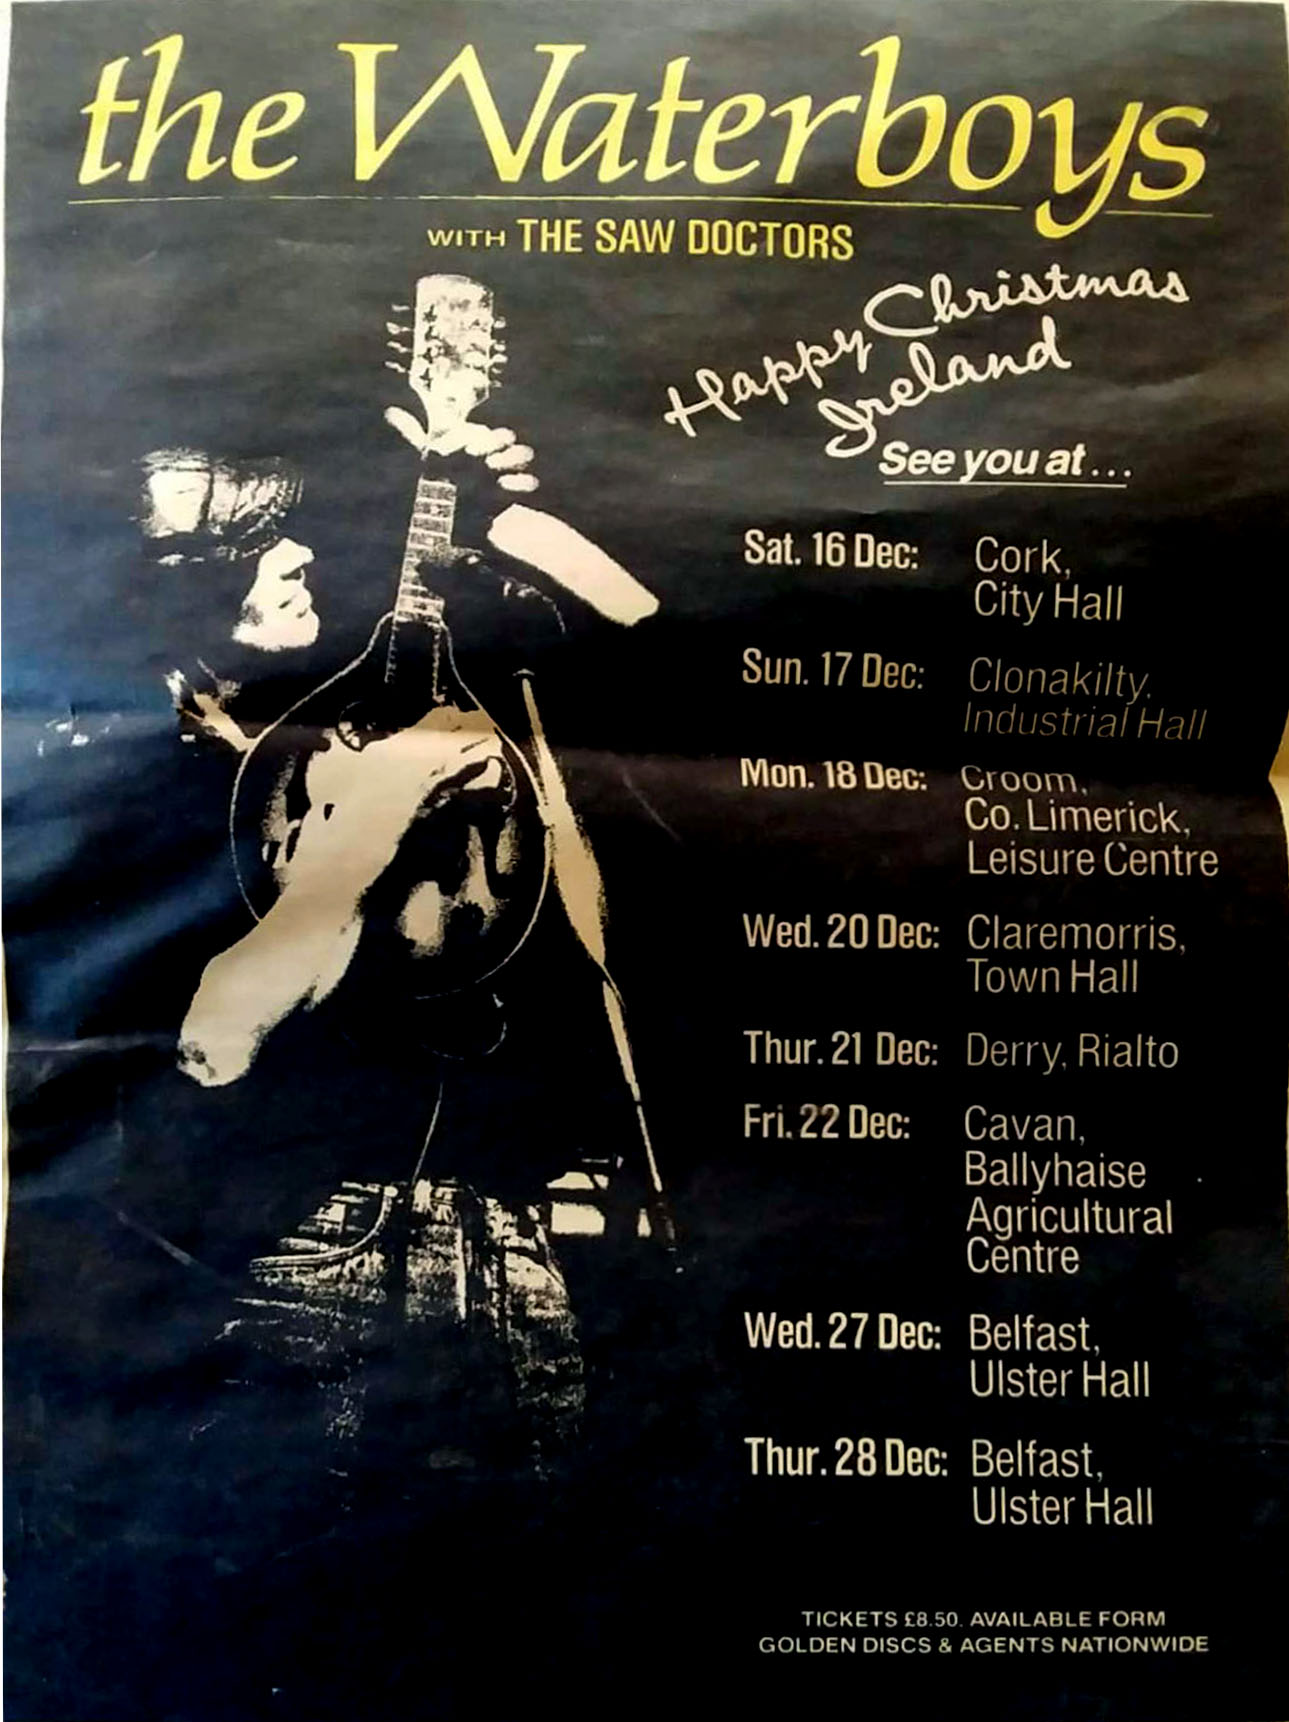 the Waterboys
WITH THE SAW DOCTORS
Happy Christmas
Ireland
See you at...
Sat. 16 Dec: Cork,
City Hall
Sun. 17 Dec: Clonakilty,
Industrial Hall
Mon. 18 Dec: Croom,
Co. Limerick,
Leisure Centre
Wed. 20 Dec: Claremorris,
Town Hall
Thur. 21 Dec: Derry, Rialto
Fri. 22 Dec: Cavan,
Ballyhaise
Agricultural
Centre
Wed. 27 Dec: Belfast,
Ulster Hall
Thur. 28 Dec: Belfast,
Ulster Hall
TICKETS £8.50. AVAILABLE FORM
GOLDEN DISCS & AGENTS NATIONWIDE